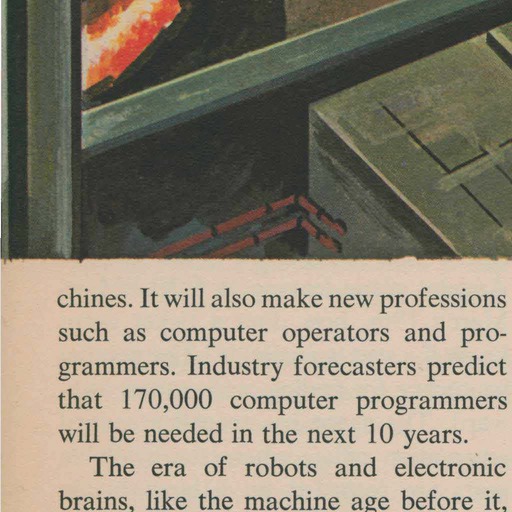 chines. It will also make new professions
such as computer operators and pro-
grammers. Industry forecasters predict
that 170,000 computer programmers
will be needed in the next 10 years.
The era of robots and electronic
brains, like the machine age before it,